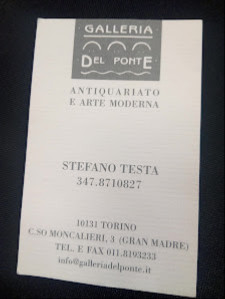 GALLERIA
DEL PONTE
ANTIQUARIATO
E ARTE MODERNA
STEFANO TESTA
347.8710827
10131 TORINO
C.SO MONCALIERI, 3 (GRAN MADRE)
TEL. E FAX 011.8193233
info@galleriadelponte.it